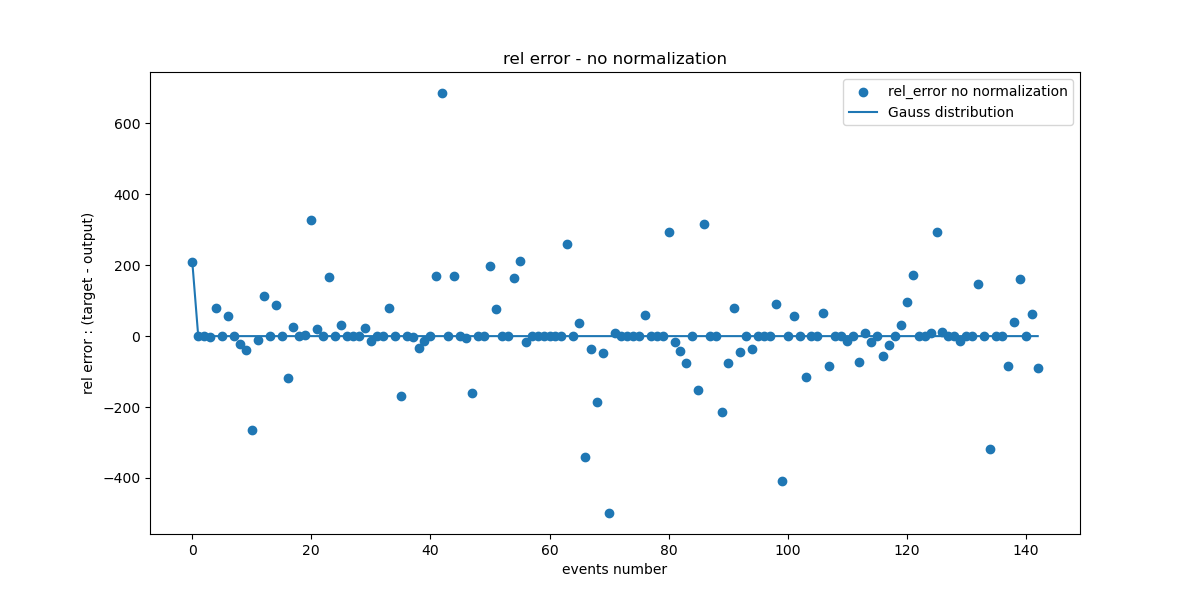 rel error - no normalization
rel_error no normalization
Gauss distribution
rel error : (target - output)
600
400
200
0
−200
−400
0 20 40 60 80 100 120 140
events number